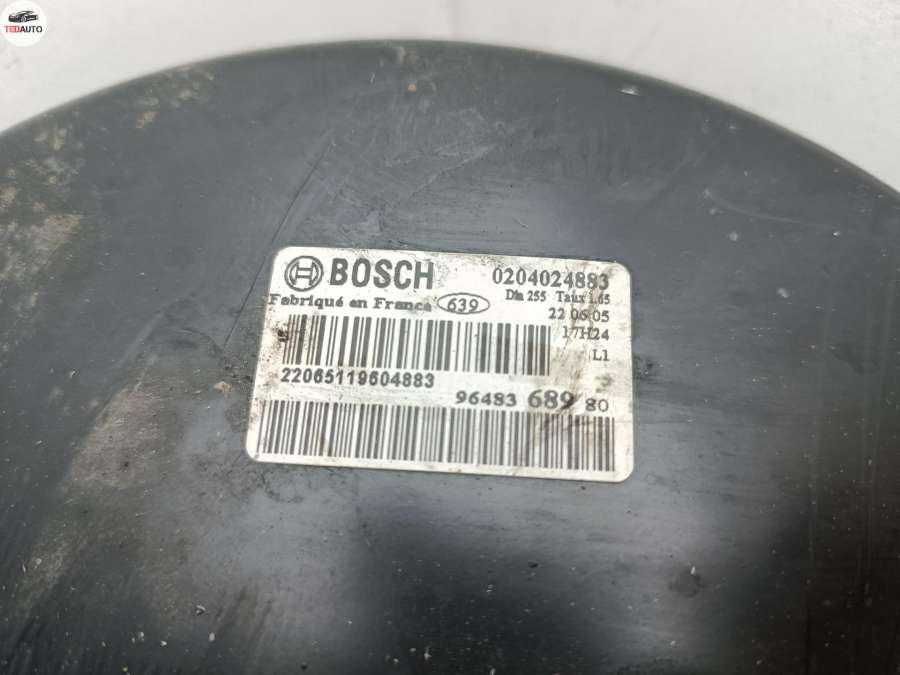 TEDAUTO
BOSCH 0204024883
Dia 255 Taux 1.65
Fabriqué en France 639
22 06 05
17H24
L1
22065119604883
96483 689 80